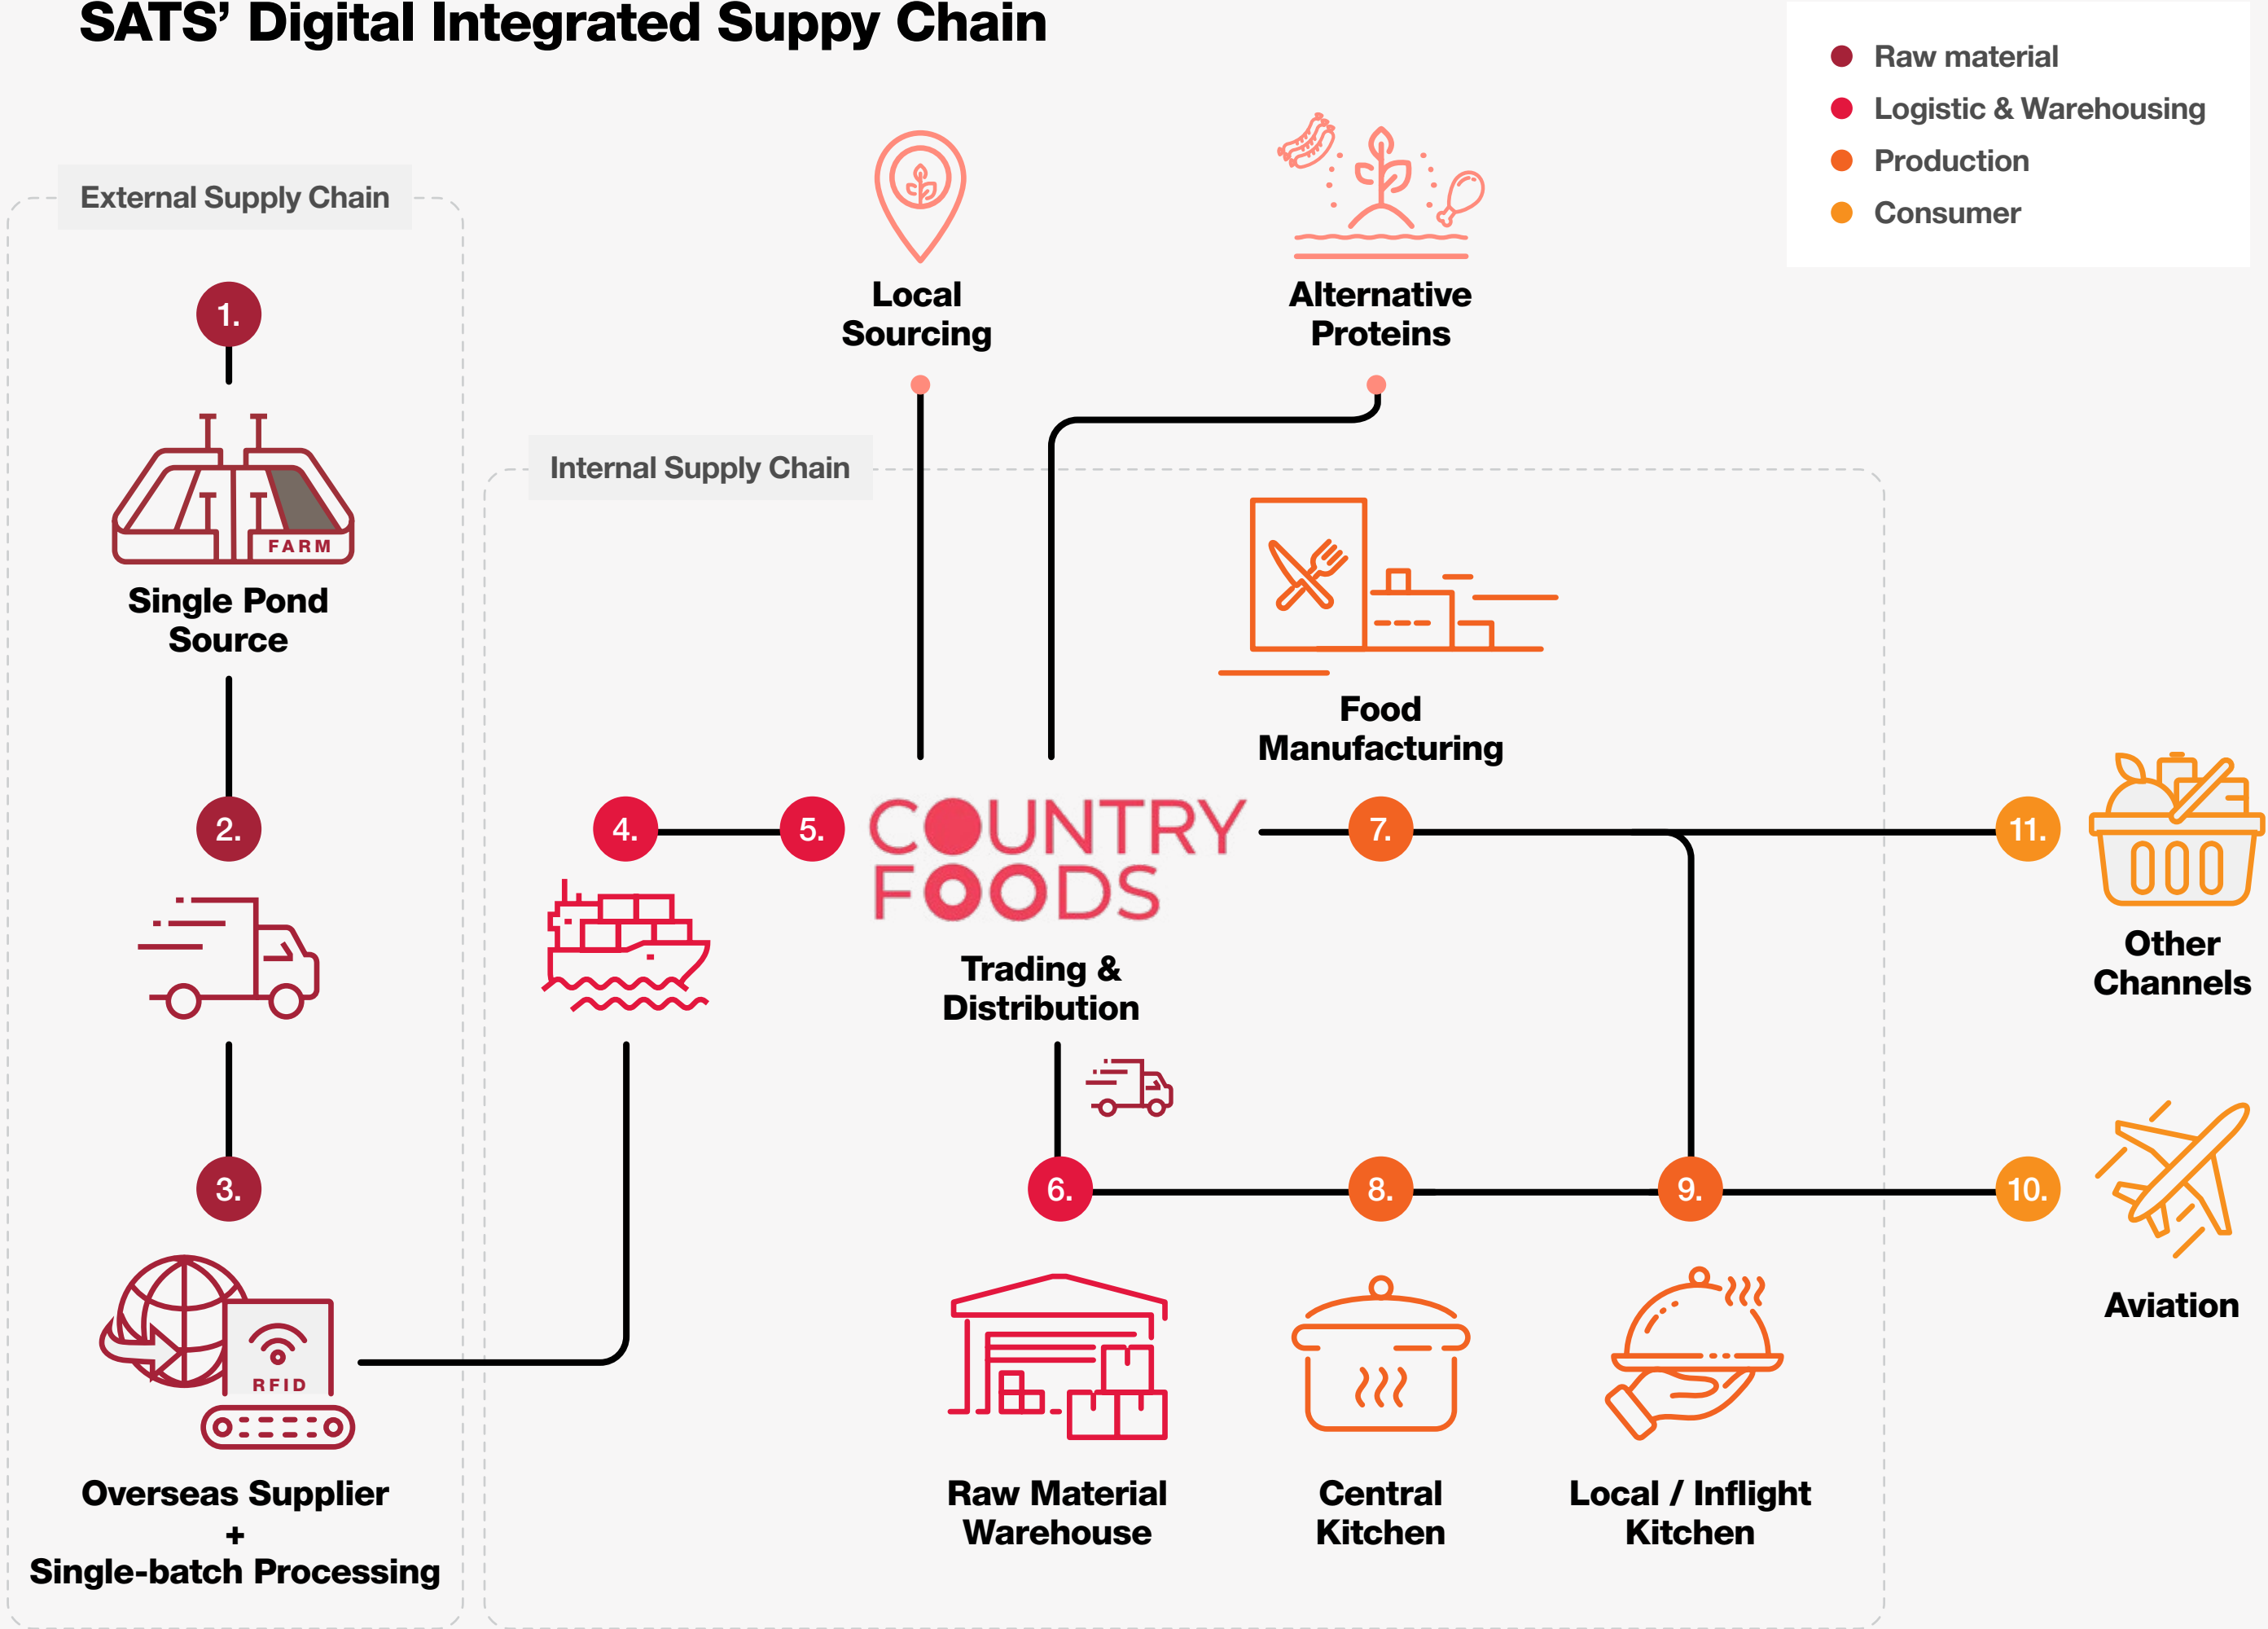 SATS’ Digital Integrated Suppy Chain
Raw material
Logistic & Warehousing
Production
Consumer
External Supply Chain
1.
FARM
Single Pond
Source
2.
3.
RFID
Overseas Supplier
+
Single-batch Processing
Local
Sourcing
Alternative
Proteins
Internal Supply Chain
Food
Manufacturing
4.
5.
COUNTRY
FOODS
Trading &
Distribution
7.
11.
Other
Channels
6.
8.
9.
10.
Aviation
Raw Material
Warehouse
Central
Kitchen
Local / Inflight
Kitchen